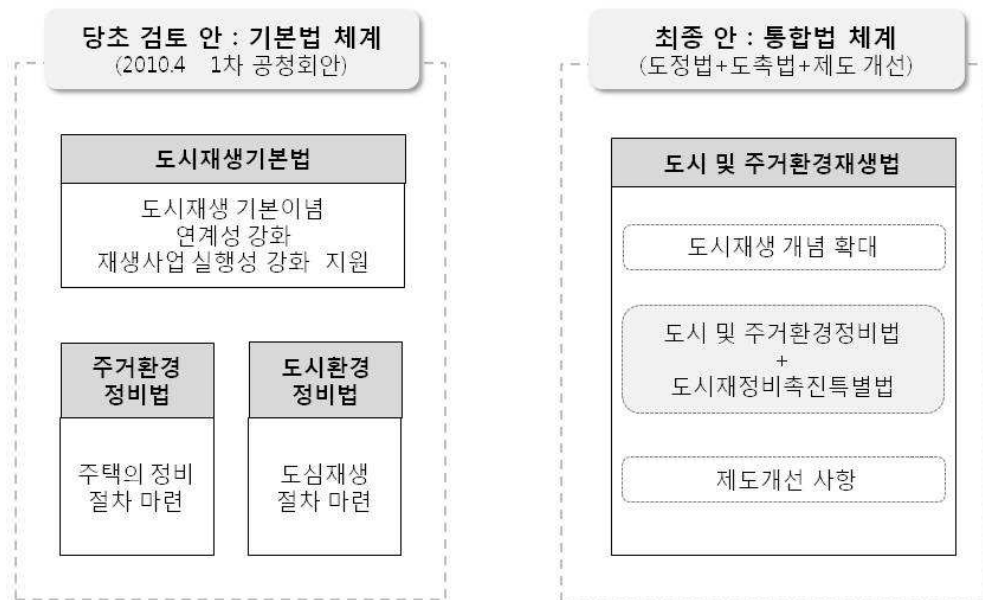 당초 검토 안 : 기본법 체계
(2010.4 1차 공청회안)
도시재생기본법
도시재생 기본이념
연계성 강화
재생사업 실행성 강화 지원
주거환경
정비법
주택의 정비
절차 마련
도시환경
정비법
도심재생
절차 마련
최종 안 : 통합법 체계
(도정법+도촉법+제도 개선)
도시 및 주거환경재생법
도시재생 개념 확대
도시 및 주거환경정비법
+
도시재정비촉진특별법
제도개선 사항